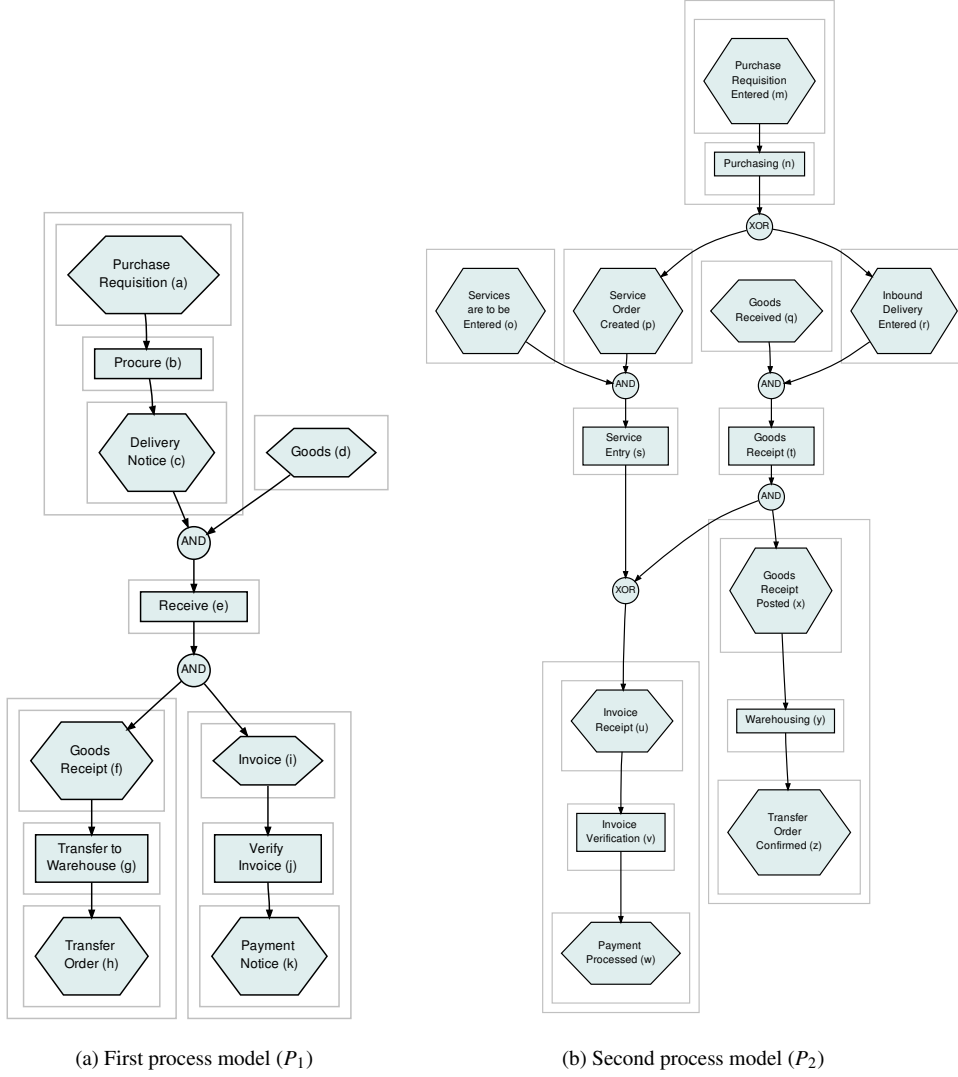 Purchase
Requisition (a)
Procure (b)
Delivery
Notice (c)
Goods (d)
AND
Receive (e)
AND
Goods
Receipt (f)
Invoice (i)
Transfer to
Warehouse (g)
Verify
Invoice (j)
Transfer
Order (h)
Payment
Notice (k)
(a) First process model (P₁)
Purchase
Requisition
Entered (m)
Purchasing (n)
XOR
Services
are to be
Entered (o)
Service
Order
Created (p)
Goods
Received (q)
Inbound
Delivery
Entered (r)
AND
AND
Service
Entry (s)
Goods
Receipt (t)
AND
XOR
Goods
Receipt
Posted (x)
Invoice
Receipt (u)
Warehousing (y)
Invoice
Verification (v)
Transfer
Order
Confirmed (z)
Payment
Processed (w)
(b) Second process model (P₂)